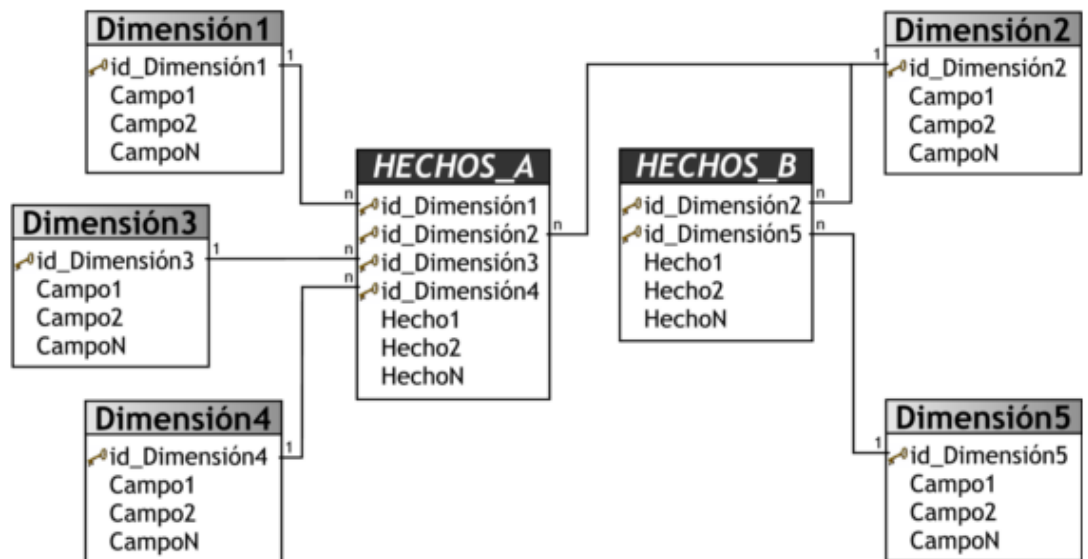 Dimensión1
id_Dimensión1
Campo1
Campo2
CampoN
1
Dimensión2
1
id_Dimensión2
Campo1
Campo2
CampoN
HECHOS_A
n
id_Dimensión1
id_Dimensión2
n
n
id_Dimensión3
n
id_Dimensión4
Hecho1
Hecho2
HechoN
HECHOS_B
id_Dimensión2
n
id_Dimensión5
n
Hecho1
Hecho2
HechoN
Dimensión3
id_Dimensión3
1
Campo1
Campo2
CampoN
Dimensión4
id_Dimensión4
1
Campo1
Campo2
CampoN
Dimensión5
1
id_Dimensión5
Campo1
Campo2
CampoN